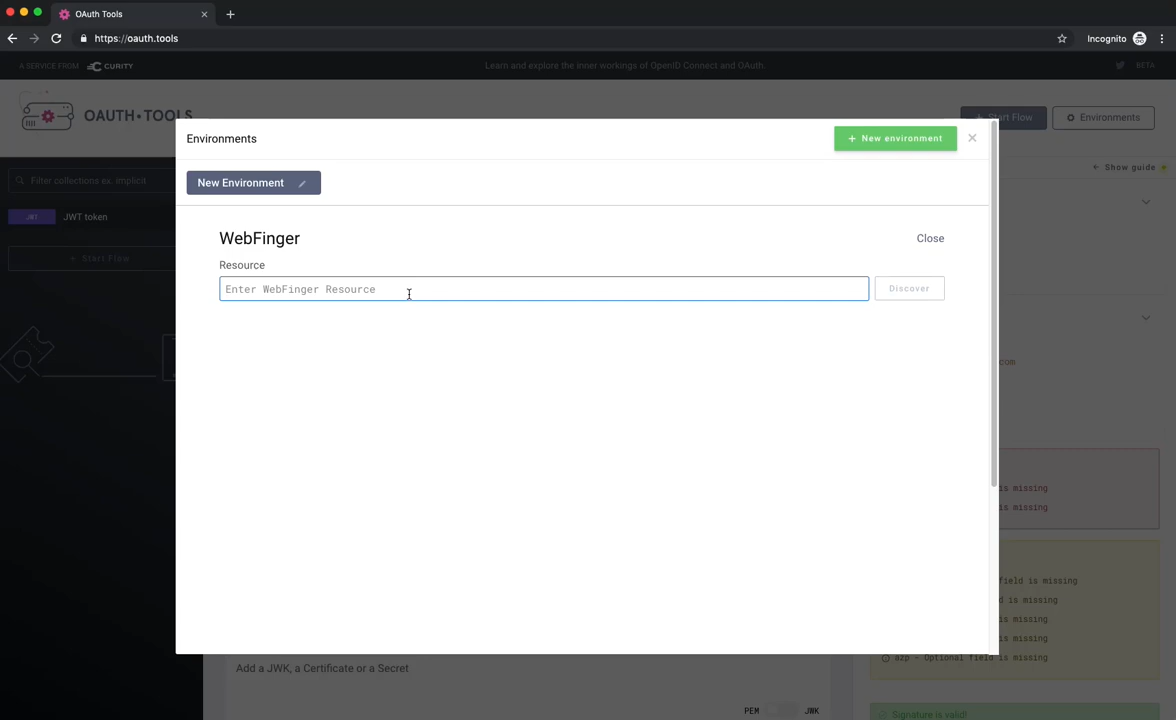 OAuth Tools
https://oauth.tools
Incognito
A SERVICE FROM CURITY
Learn and explore the inner workings of OpenID Connect and OAuth.
BETA
OAUTH TOOLS
+ Start Flow
Environments
Environments
+ New environment
Filter collections ex. implicit
New Environment
Show guide
JWT
JWT token
+ Start Flow
WebFinger
Close
Resource
Enter WebFinger Resource
Discover
com
is missing
is missing
field is missing
d is missing
is missing
is missing
azp - Optional field is missing
Add a JWK, a Certificate or a Secret
PEM
JWK
Signature is valid!